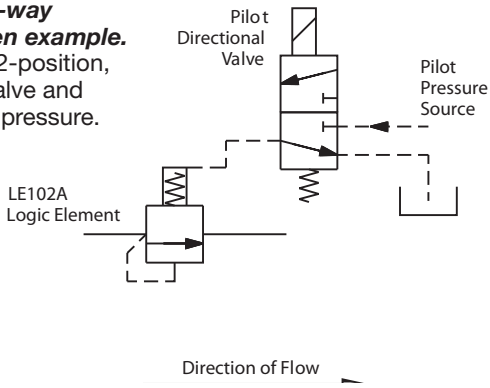 -way
en example.
2-position,
alve and
pressure.
Pilot
Directional
Valve
Pilot
Pressure
Source
LE102A
Logic Element
Direction of Flow